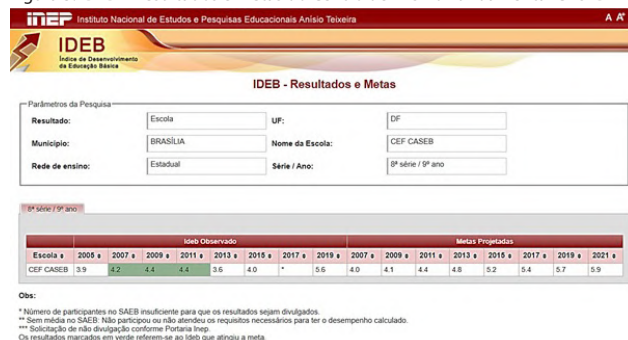 inep Instituto Nacional de Estudos e Pesquisas Educacionais Anísio Teixeira A A+
IDEB
Índice de Desenvolvimento
da Educação Básica
IDEB - Resultados e Metas
Parâmetros da Pesquisa
Resultado: Escola UF: DF
Município: BRASÍLIA Nome da Escola: CEF CASEB
Rede de ensino: Estadual Série / Ano: 8ª série / 9º ano
8ª série / 9º ano
Ideb Observado Metas Projetadas
Escola 2005 2007 2009 2011 2013 2015 2017 2019 2007 2009 2011 2013 2015 2017 2019 2021
CEF CASEB 3.9 4.2 4.4 4.4 3.6 4.0 * 5.6 4.0 4.1 4.4 4.8 5.2 5.4 5.7 5.9
Obs:
* Número de participantes no SAEB insuficiente para que os resultados sejam divulgados.
** Sem média no SAEB: Não participou ou não atendeu os requisitos necessários para ter o desempenho calculado.
*** Solicitação de não divulgação conforme Portaria Inep.
Os resultados marcados em verde referem-se ao Ideb que atingiu a meta.